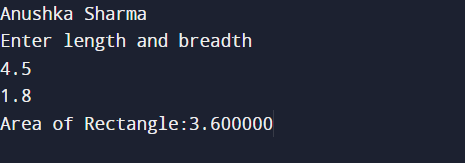 Anushka Sharma
Enter length and breadth
4.5
1.8
Area of Rectangle:3.600000